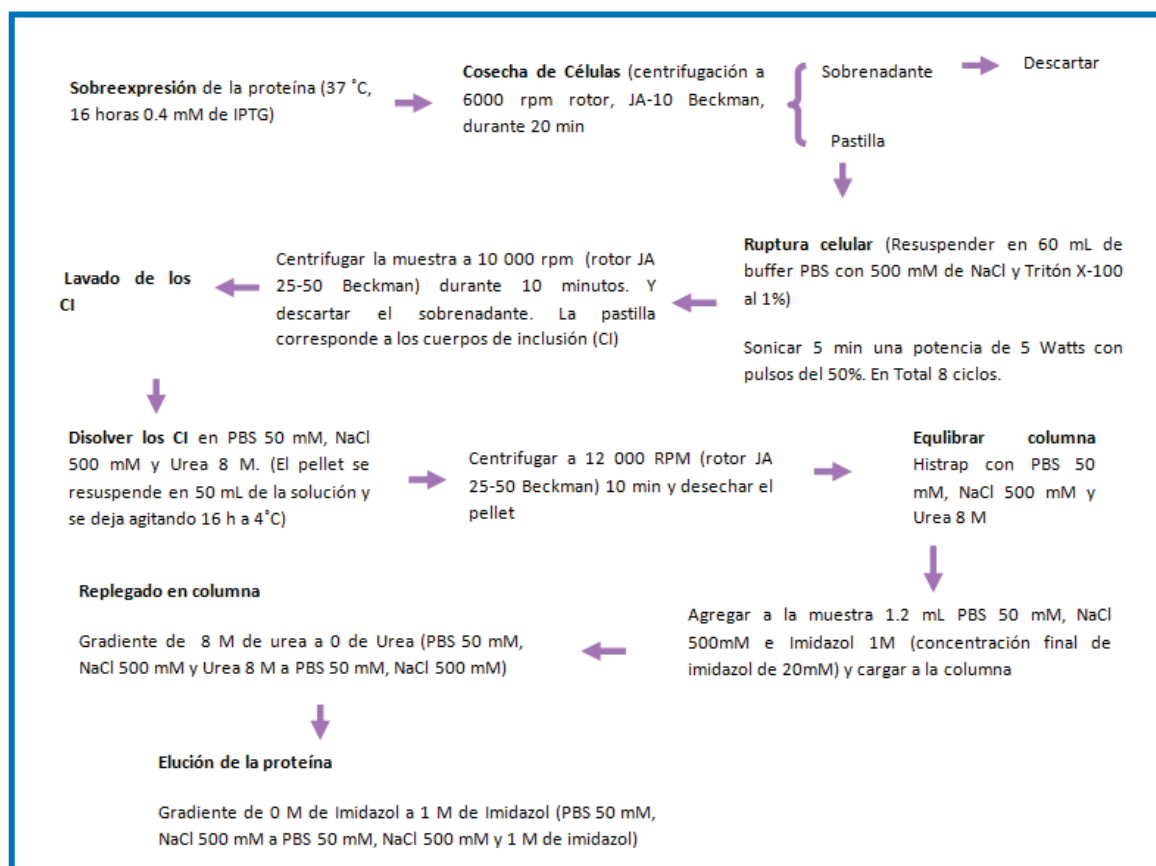 Sobreexpresión de la proteína (37 ˚C,
16 horas 0.4 mM de IPTG)
Cosecha de Células (centrifugación a
6000 rpm rotor, JA-10 Beckman,
durante 20 min
Sobrenadante
Descartar
Pastilla
Ruptura celular (Resuspender en 60 mL de
buffer PBS con 500 mM de NaCl y Tritón X-100
al 1%)
Sonicar 5 min una potencia de 5 Watts con
pulsos del 50%. En Total 8 ciclos.
Centrifugar la muestra a 10 000 rpm (rotor JA
25-50 Beckman) durante 10 minutos. Y
descartar el sobrenadante. La pastilla
corresponde a los cuerpos de inclusión (CI)
Lavado de los
CI
Disolver los CI en PBS 50 mM, NaCl
500 mM y Urea 8 M. (El pellet se
resuspende en 50 mL de la solución y
se deja agitando 16 h a 4˚C)
Centrifugar a 12 000 RPM (rotor JA
25-50 Beckman) 10 min y desechar el
pellet
Equlibrar columna
Histrap con PBS 50
mM, NaCl 500 mM y
Urea 8 M
Agregar a la muestra 1.2 mL PBS 50 mM, NaCl
500mM e Imidazol 1M (concentración final de
imidazol de 20mM) y cargar a la columna
Replegado en columna
Gradiente de 8 M de urea a 0 de Urea (PBS 50 mM,
NaCl 500 mM y Urea 8 M a PBS 50 mM, NaCl 500 mM)
Elución de la proteína
Gradiente de 0 M de Imidazol a 1 M de Imidazol (PBS 50 mM,
NaCl 500 mM a PBS 50 mM, NaCl 500 mM y 1 M de imidazol)